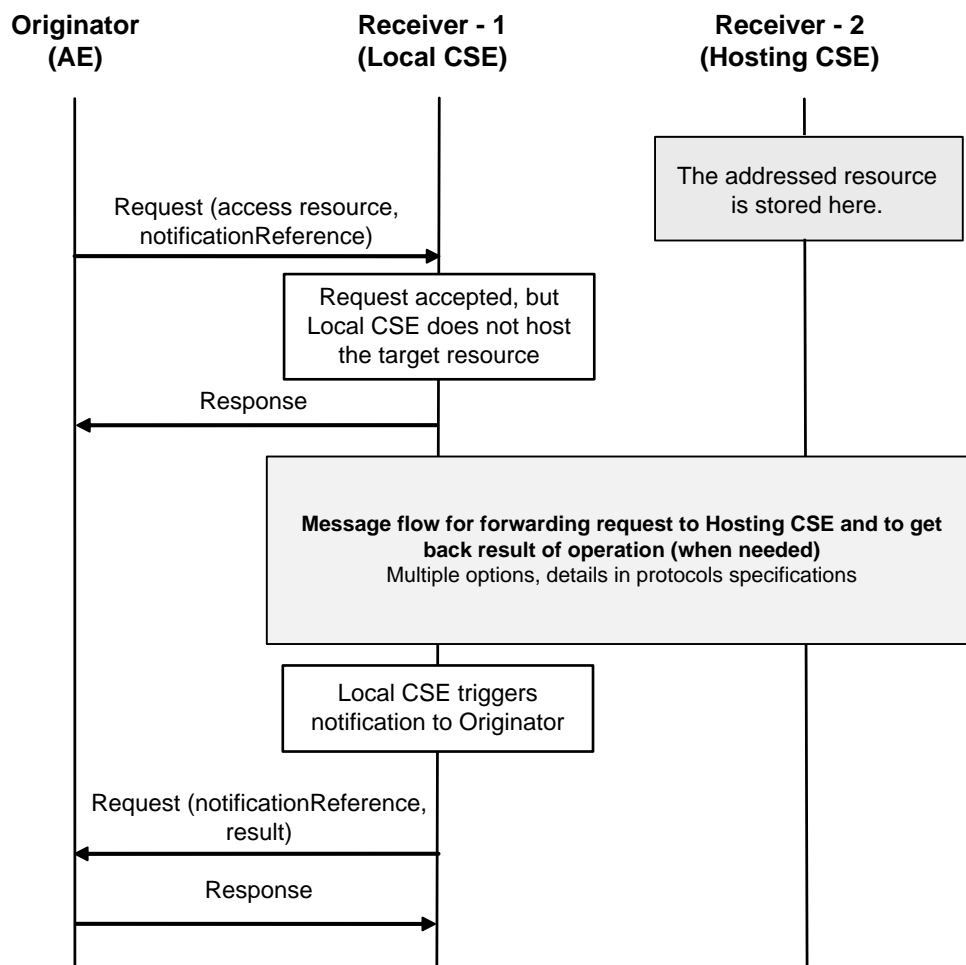 Originator
(AE)
Receiver - 1
(Local CSE)
Receiver - 2
(Hosting CSE)
The addressed resource
is stored here.
Request (access resource,
notificationReference)
Request accepted, but
Local CSE does not host
the target resource
Response
Message flow for forwarding request to Hosting CSE and to get
back result of operation (when needed)
Multiple options, details in protocols specifications
Local CSE triggers
notification to Originator
Request (notificationReference,
result)
Response